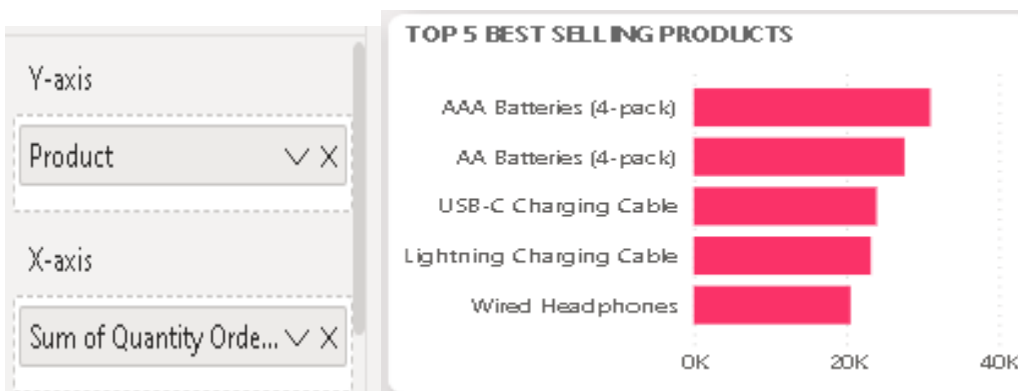 Y-axis
Product
X-axis
Sum of Quantity Orde...
TOP 5 BEST SELLING PRODUCTS
AAA Batteries (4-pack)
AA Batteries (4-pack)
USB-C Charging Cable
Lightning Charging Cable
Wired Headphones
0K 20K 40K